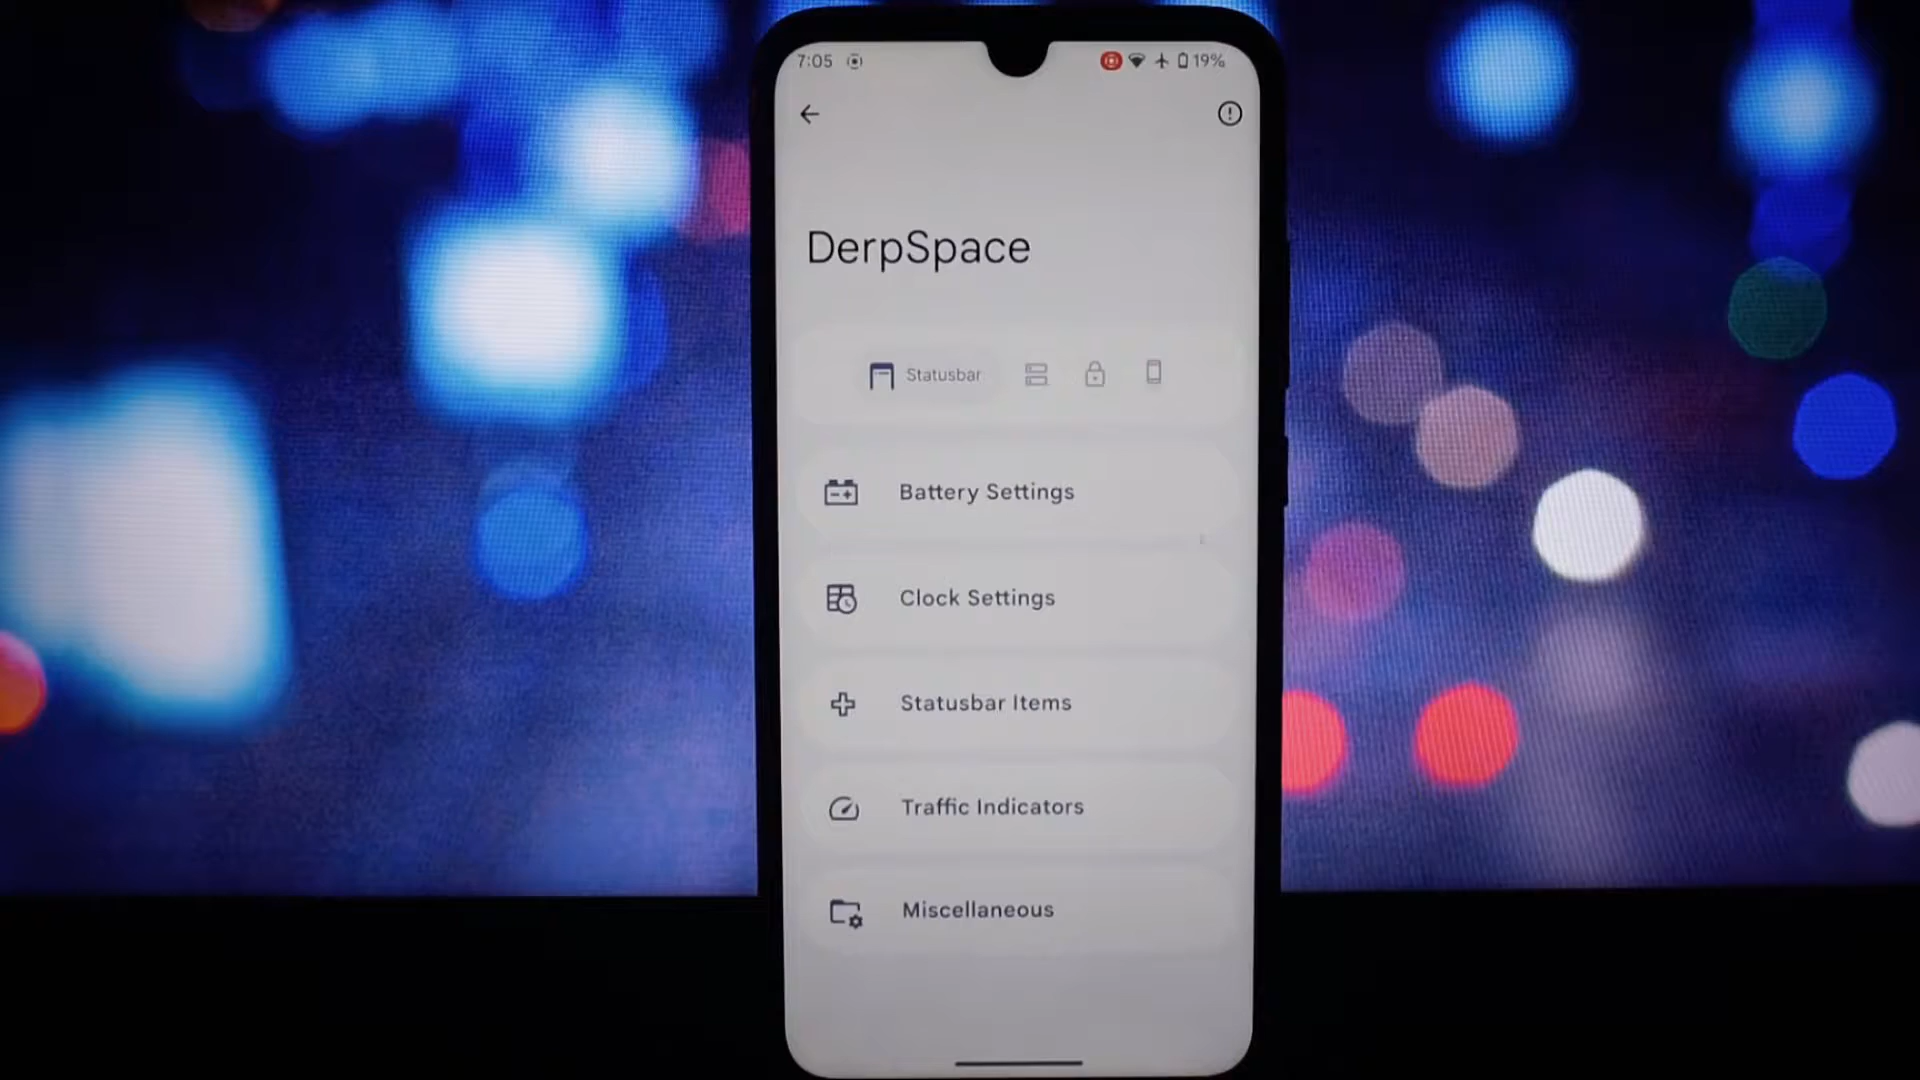 7:05 19%
DerpSpace
Statusbar
Battery Settings
Clock Settings
Statusbar Items
Traffic Indicators
Miscellaneous